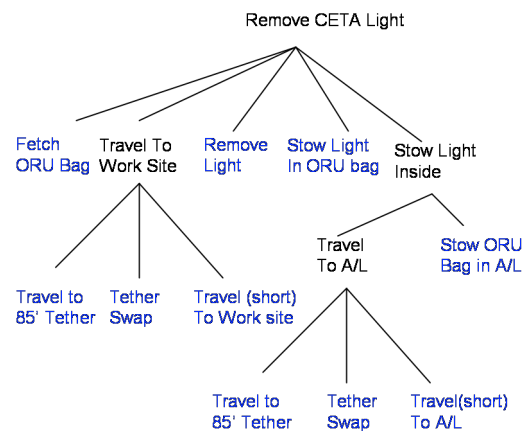 Remove CETA Light
Fetch
ORU Bag
Travel To
Work Site
Remove
Light
Stow Light
In ORU bag
Stow Light
Inside
Travel
To A/L
Stow ORU
Bag in A/L
Travel to
85' Tether
Tether
Swap
Travel (short)
To Work site
Travel to
85' Tether
Tether
Swap
Travel(short)
To A/L